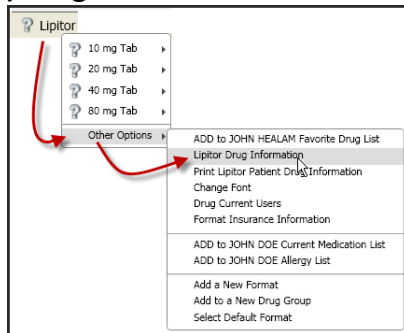 Lipitor
10 mg Tab
20 mg Tab
40 mg Tab
80 mg Tab
Other Options
ADD to JOHN HEALAM Favorite Drug List
Lipitor Drug Information
Print Lipitor Patient Drug Information
Change Font
Drug Current Users
Format Insurance Information
ADD to JOHN DOE Current Medication List
ADD to JOHN DOE Allergy List
Add a New Format
Add to a New Drug Group
Select Default Format